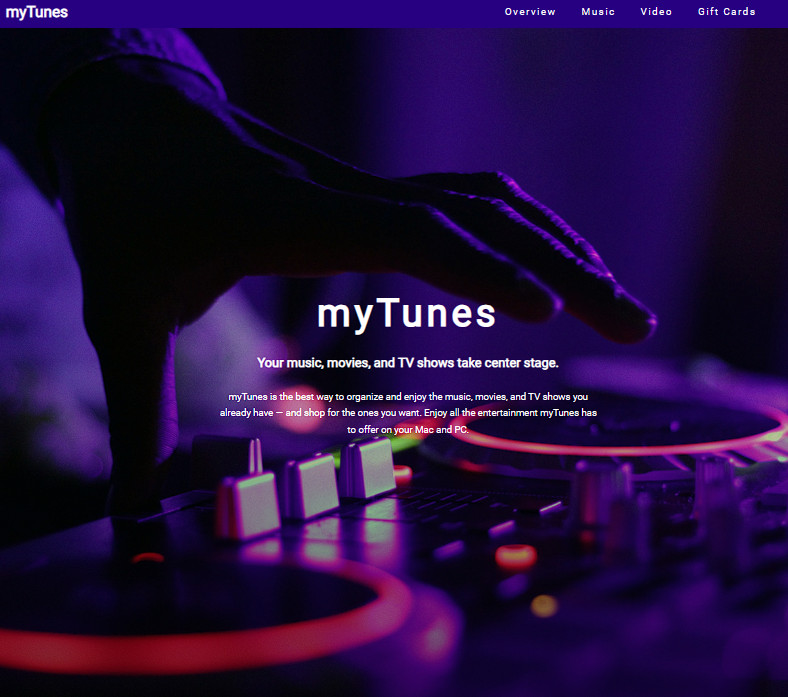 myTunes
Overview Music Video Gift Cards
myTunes
Your music, movies, and TV shows take center stage.
myTunes is the best way to organize and enjoy the music, movies, and TV shows you
already have — and shop for the ones you want. Enjoy all the entertainment myTunes has
to offer on your Mac and PC.